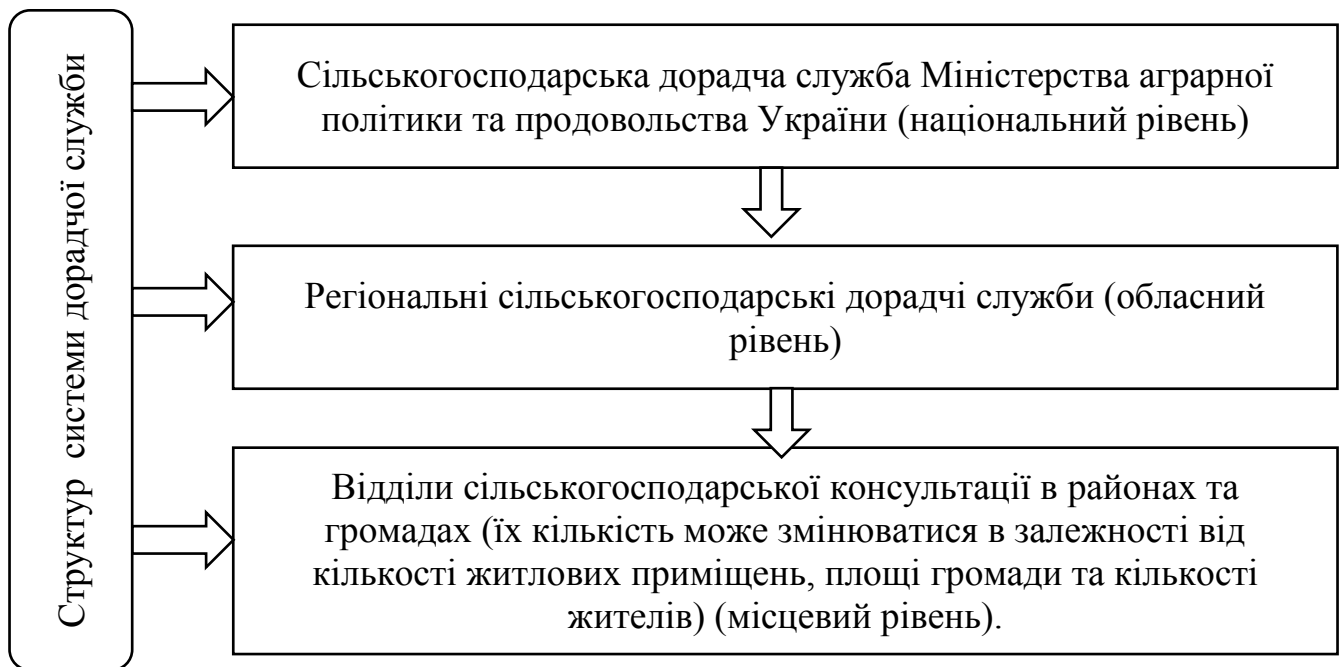 Структур системи дорадчої служби
Сільськогосподарська дорадча служба Міністерства аграрної
політики та продовольства України (національний рівень)
Регіональні сільськогосподарські дорадчі служби (обласний
рівень)
Відділи сільськогосподарської консультації в районах та
громадах (їх кількість може змінюватися в залежності від
кількості житлових приміщень, площі громади та кількості
жителів) (місцевий рівень).